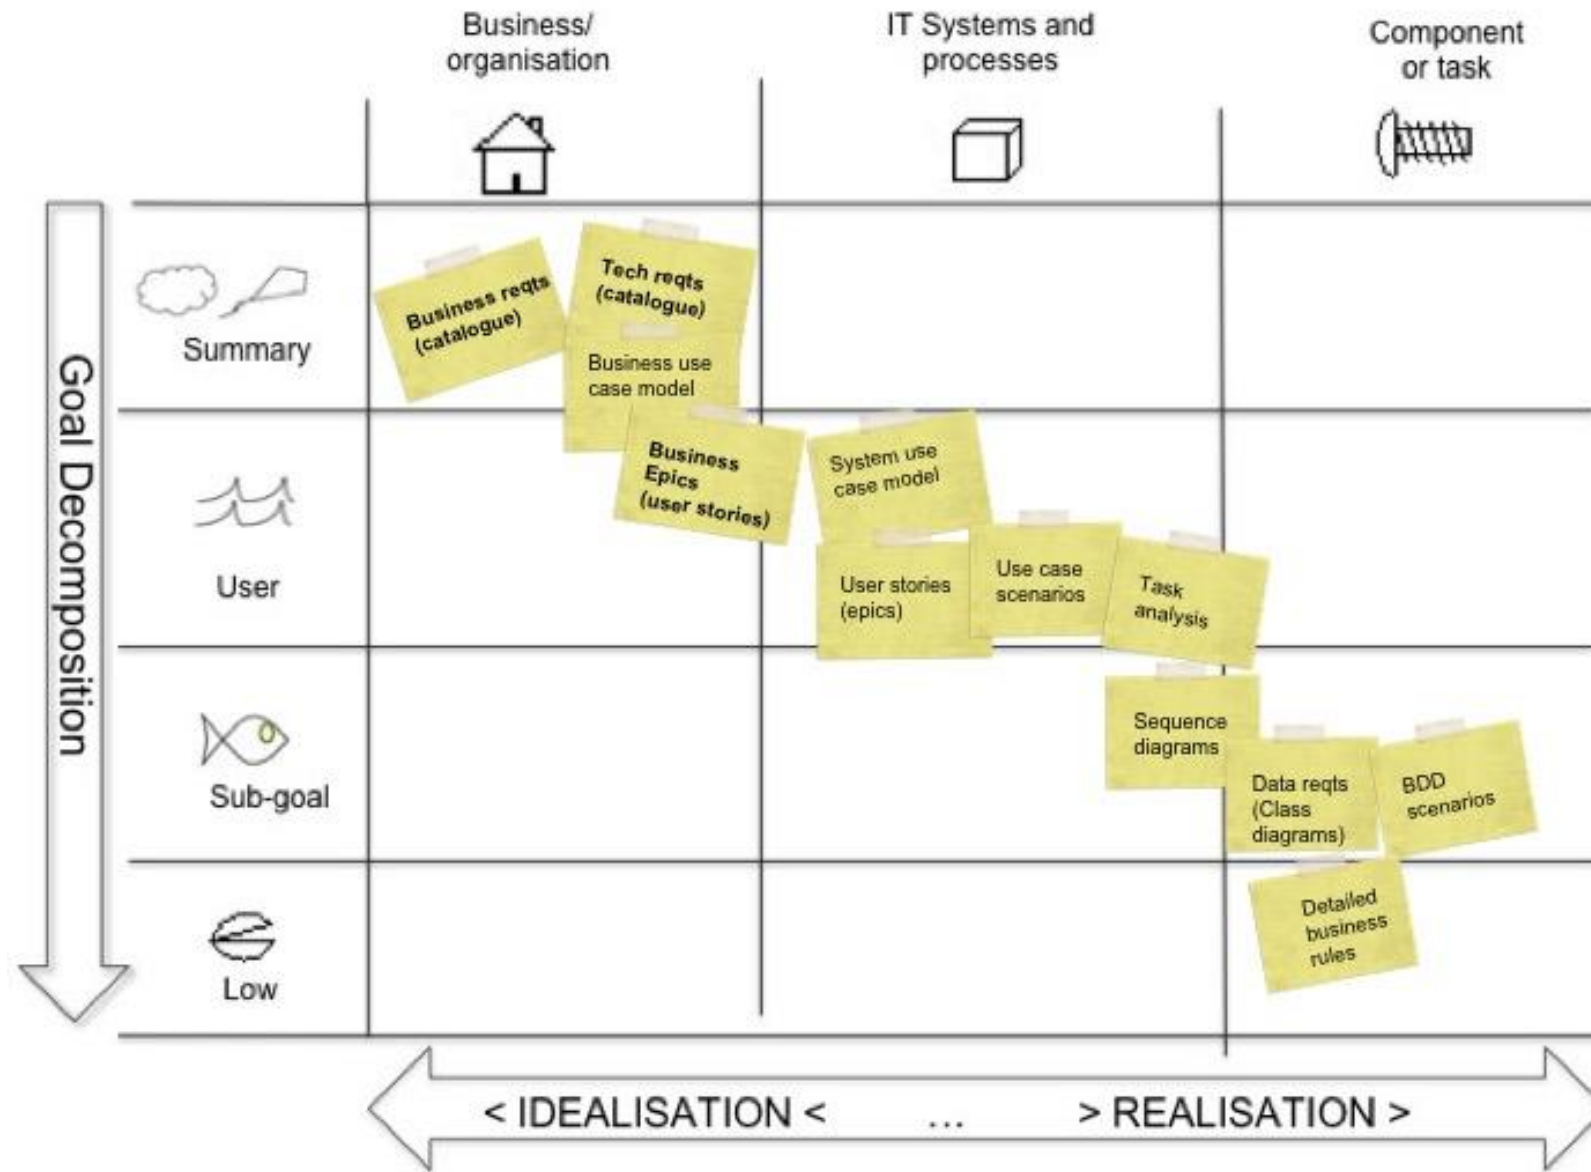 Business/
organisation
IT Systems and
processes
Component
or task
Goal Decomposition
Summary
Business reqts
(catalogue)
Tech reqts
(catalogue)
Business use
case model
User
Business
Epics
(user stories)
System use
case model
User stories
(epics)
Use case
scenarios
Task
analysis
Sub-goal
Sequence
diagrams
Data reqts
(Class
diagrams)
BDD
scenarios
Low
Detailed
business
rules
< IDEALISATION < ... > REALISATION >